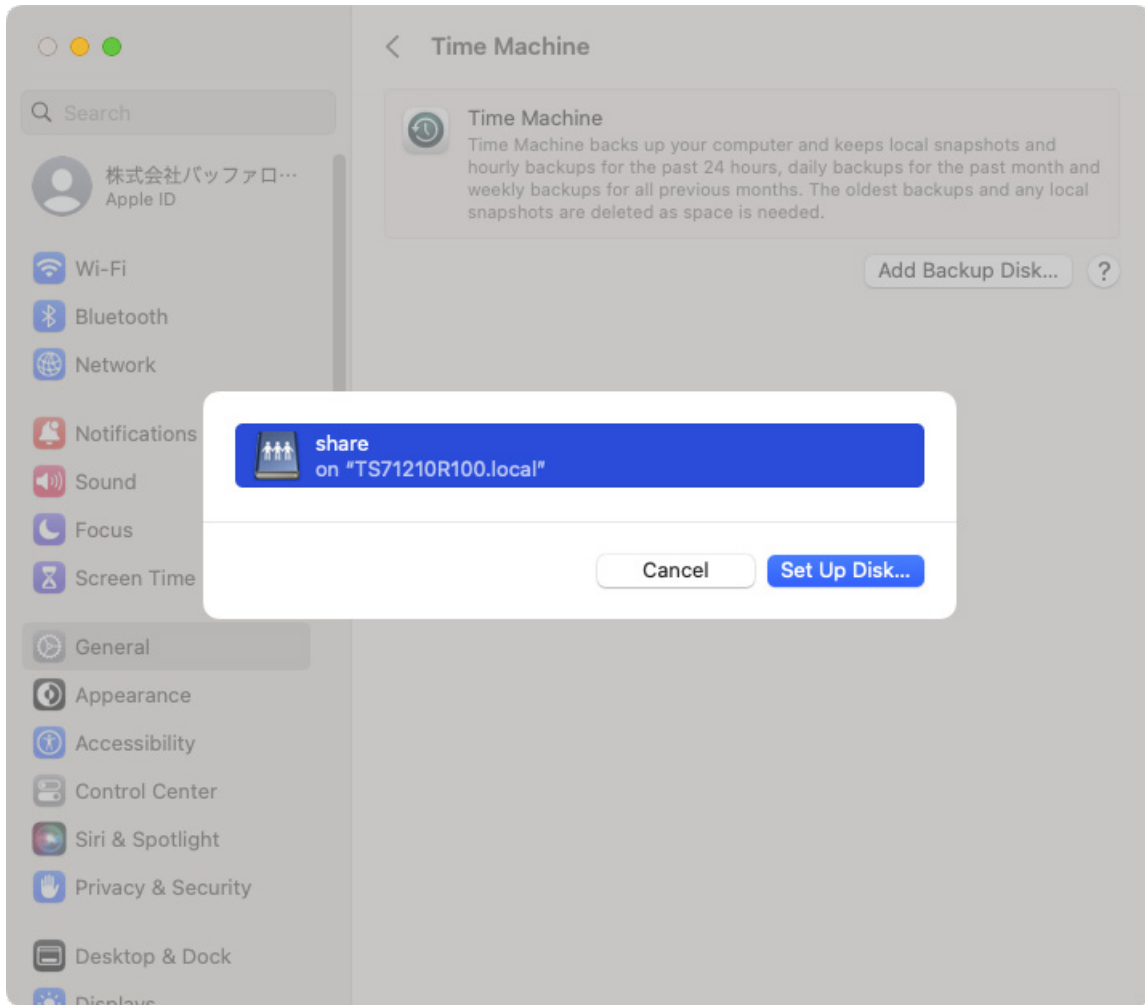 Time Machine
Search
株式会社バッファロ…
Apple ID
Wi-Fi
Bluetooth
Network
Notifications
Sound
Focus
Screen Time
General
Appearance
Accessibility
Control Center
Siri & Spotlight
Privacy & Security
Desktop & Dock
Displays
Time Machine
Time Machine backs up your computer and keeps local snapshots and
hourly backups for the past 24 hours, daily backups for the past month and
weekly backups for all previous months. The oldest backups and any local
snapshots are deleted as space is needed.
Add Backup Disk...
?
share
on “TS71210R100.local”
Cancel
Set Up Disk...